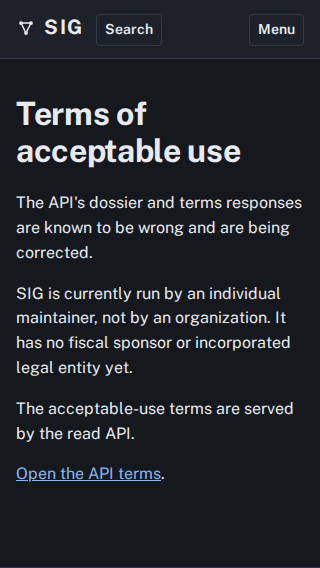 SIG Search Menu
Terms of
acceptable use
The API's dossier and terms responses
are known to be wrong and are being
corrected.
SIG is currently run by an individual
maintainer, not by an organization. It
has no fiscal sponsor or incorporated
legal entity yet.
The acceptable-use terms are served
by the read API.
Open the API terms.